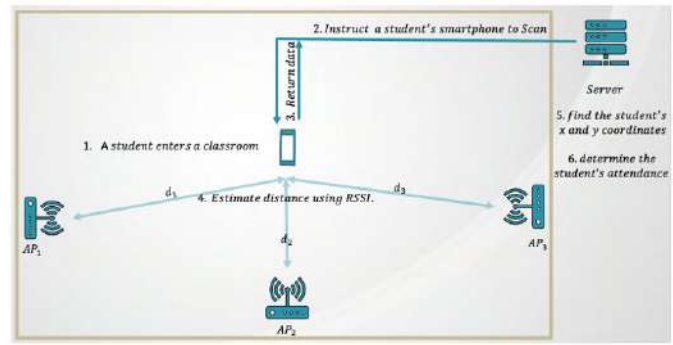 2. Instruct a student's smartphone to Scan
3. Return data
Server
1. A student enters a classroom
5. find the student's
x and y coordinates
6. determine the
student's attendance
d₁
4. Estimate distance using RSSI.
d₃
d₂
AP₁
AP₃
AP₂